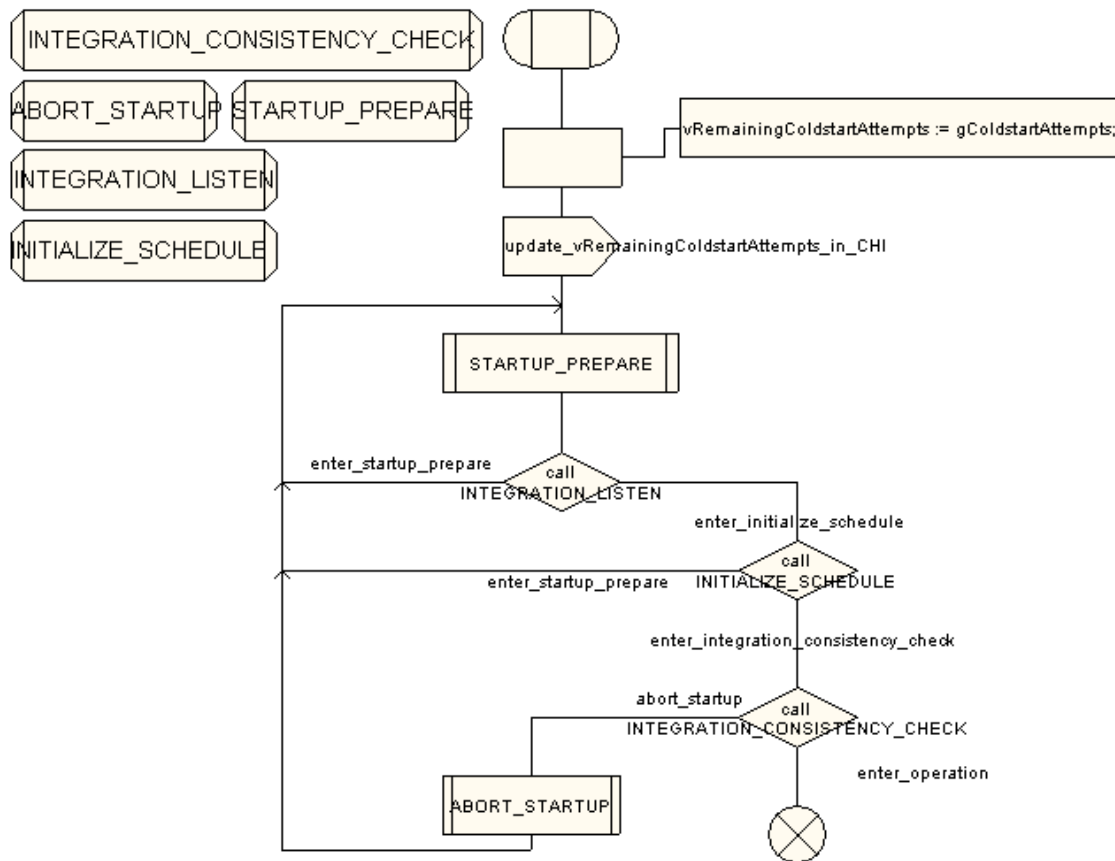 INTEGRATION_CONSISTENCY_CHECK
ABORT_STARTUP
STARTUP_PREPARE
INTEGRATION_LISTEN
INITIALIZE_SCHEDULE
vRemainingColdstartAttempts := gColdstartAttempts;
update_vRemainingColdstartAttempts_in_CHI
STARTUP_PREPARE
enter_startup_prepare
call
INTEGRATION_LISTEN
enter_initialize_schedule
call
INITIALIZE_SCHEDULE
enter_startup_prepare
enter_integration_consistency_check
abort_startup
call
INTEGRATION_CONSISTENCY_CHECK
enter_operation
ABORT_STARTUP